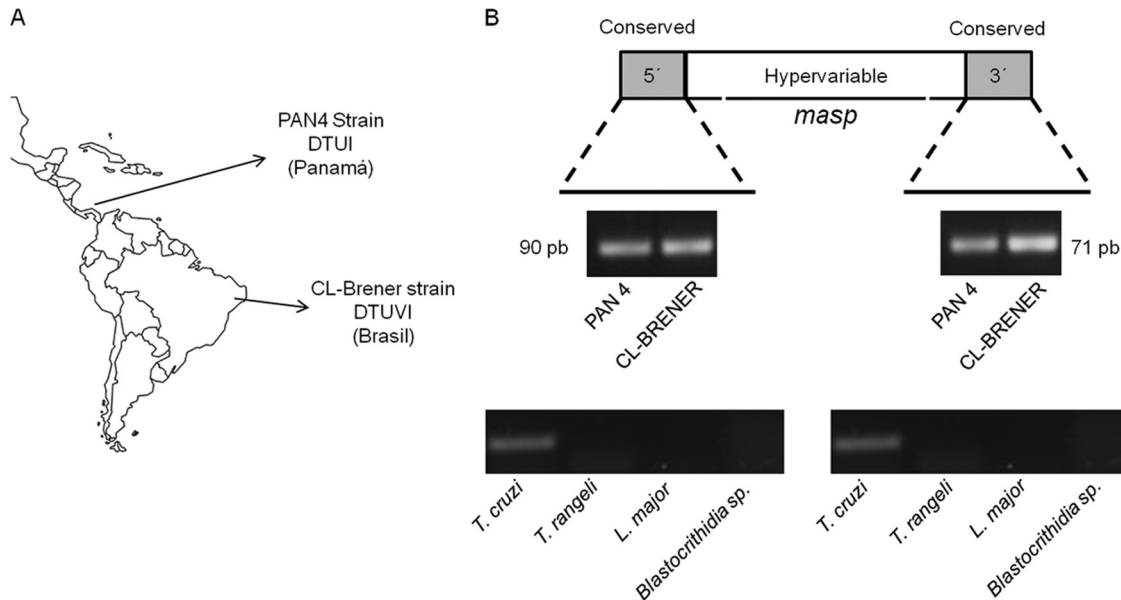 A
PAN4 Strain
DTUI
(Panamá)
CL-Brener strain
DTUVI
(Brasil)
B
Conserved
Conserved
5´
Hypervariable
3´
masp
90 pb
71 pb
PAN 4
CL-BRENER
PAN 4
CL-BRENER
T. cruzi
T. rangeli
L. major
Blastocrithidia sp.
T. cruzi
T. rangeli
L. major
Blastocrithidia sp.